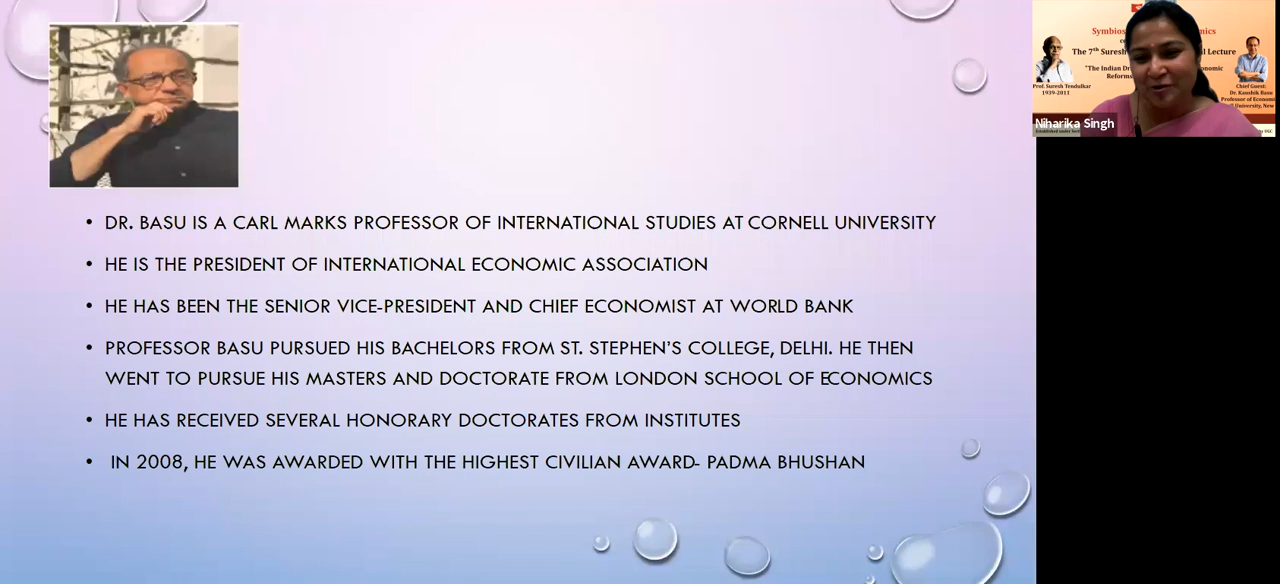 • DR. BASU IS A CARL MARKS PROFESSOR OF INTERNATIONAL STUDIES AT CORNELL UNIVERSITY
• HE IS THE PRESIDENT OF INTERNATIONAL ECONOMIC ASSOCIATION
• HE HAS BEEN THE SENIOR VICE-PRESIDENT AND CHIEF ECONOMIST AT WORLD BANK
• PROFESSOR BASU PURSUED HIS BACHELORS FROM ST. STEPHEN'S COLLEGE, DELHI. HE THEN
WENT TO PURSUE HIS MASTERS AND DOCTORATE FROM LONDON SCHOOL OF ECONOMICS
• HE HAS RECEIVED SEVERAL HONORARY DOCTORATES FROM INSTITUTES
• IN 2008, HE WAS AWARDED WITH THE HIGHEST CIVILIAN AWARD- PADMA BHUSHAN
The 7th Suresh Lecture
"The Indian
Reforms
Prof. Suresh Tendulkar
1939-2011
Chief Guest:
Dr. Kaushik Basu
University, New
Niharika Singh